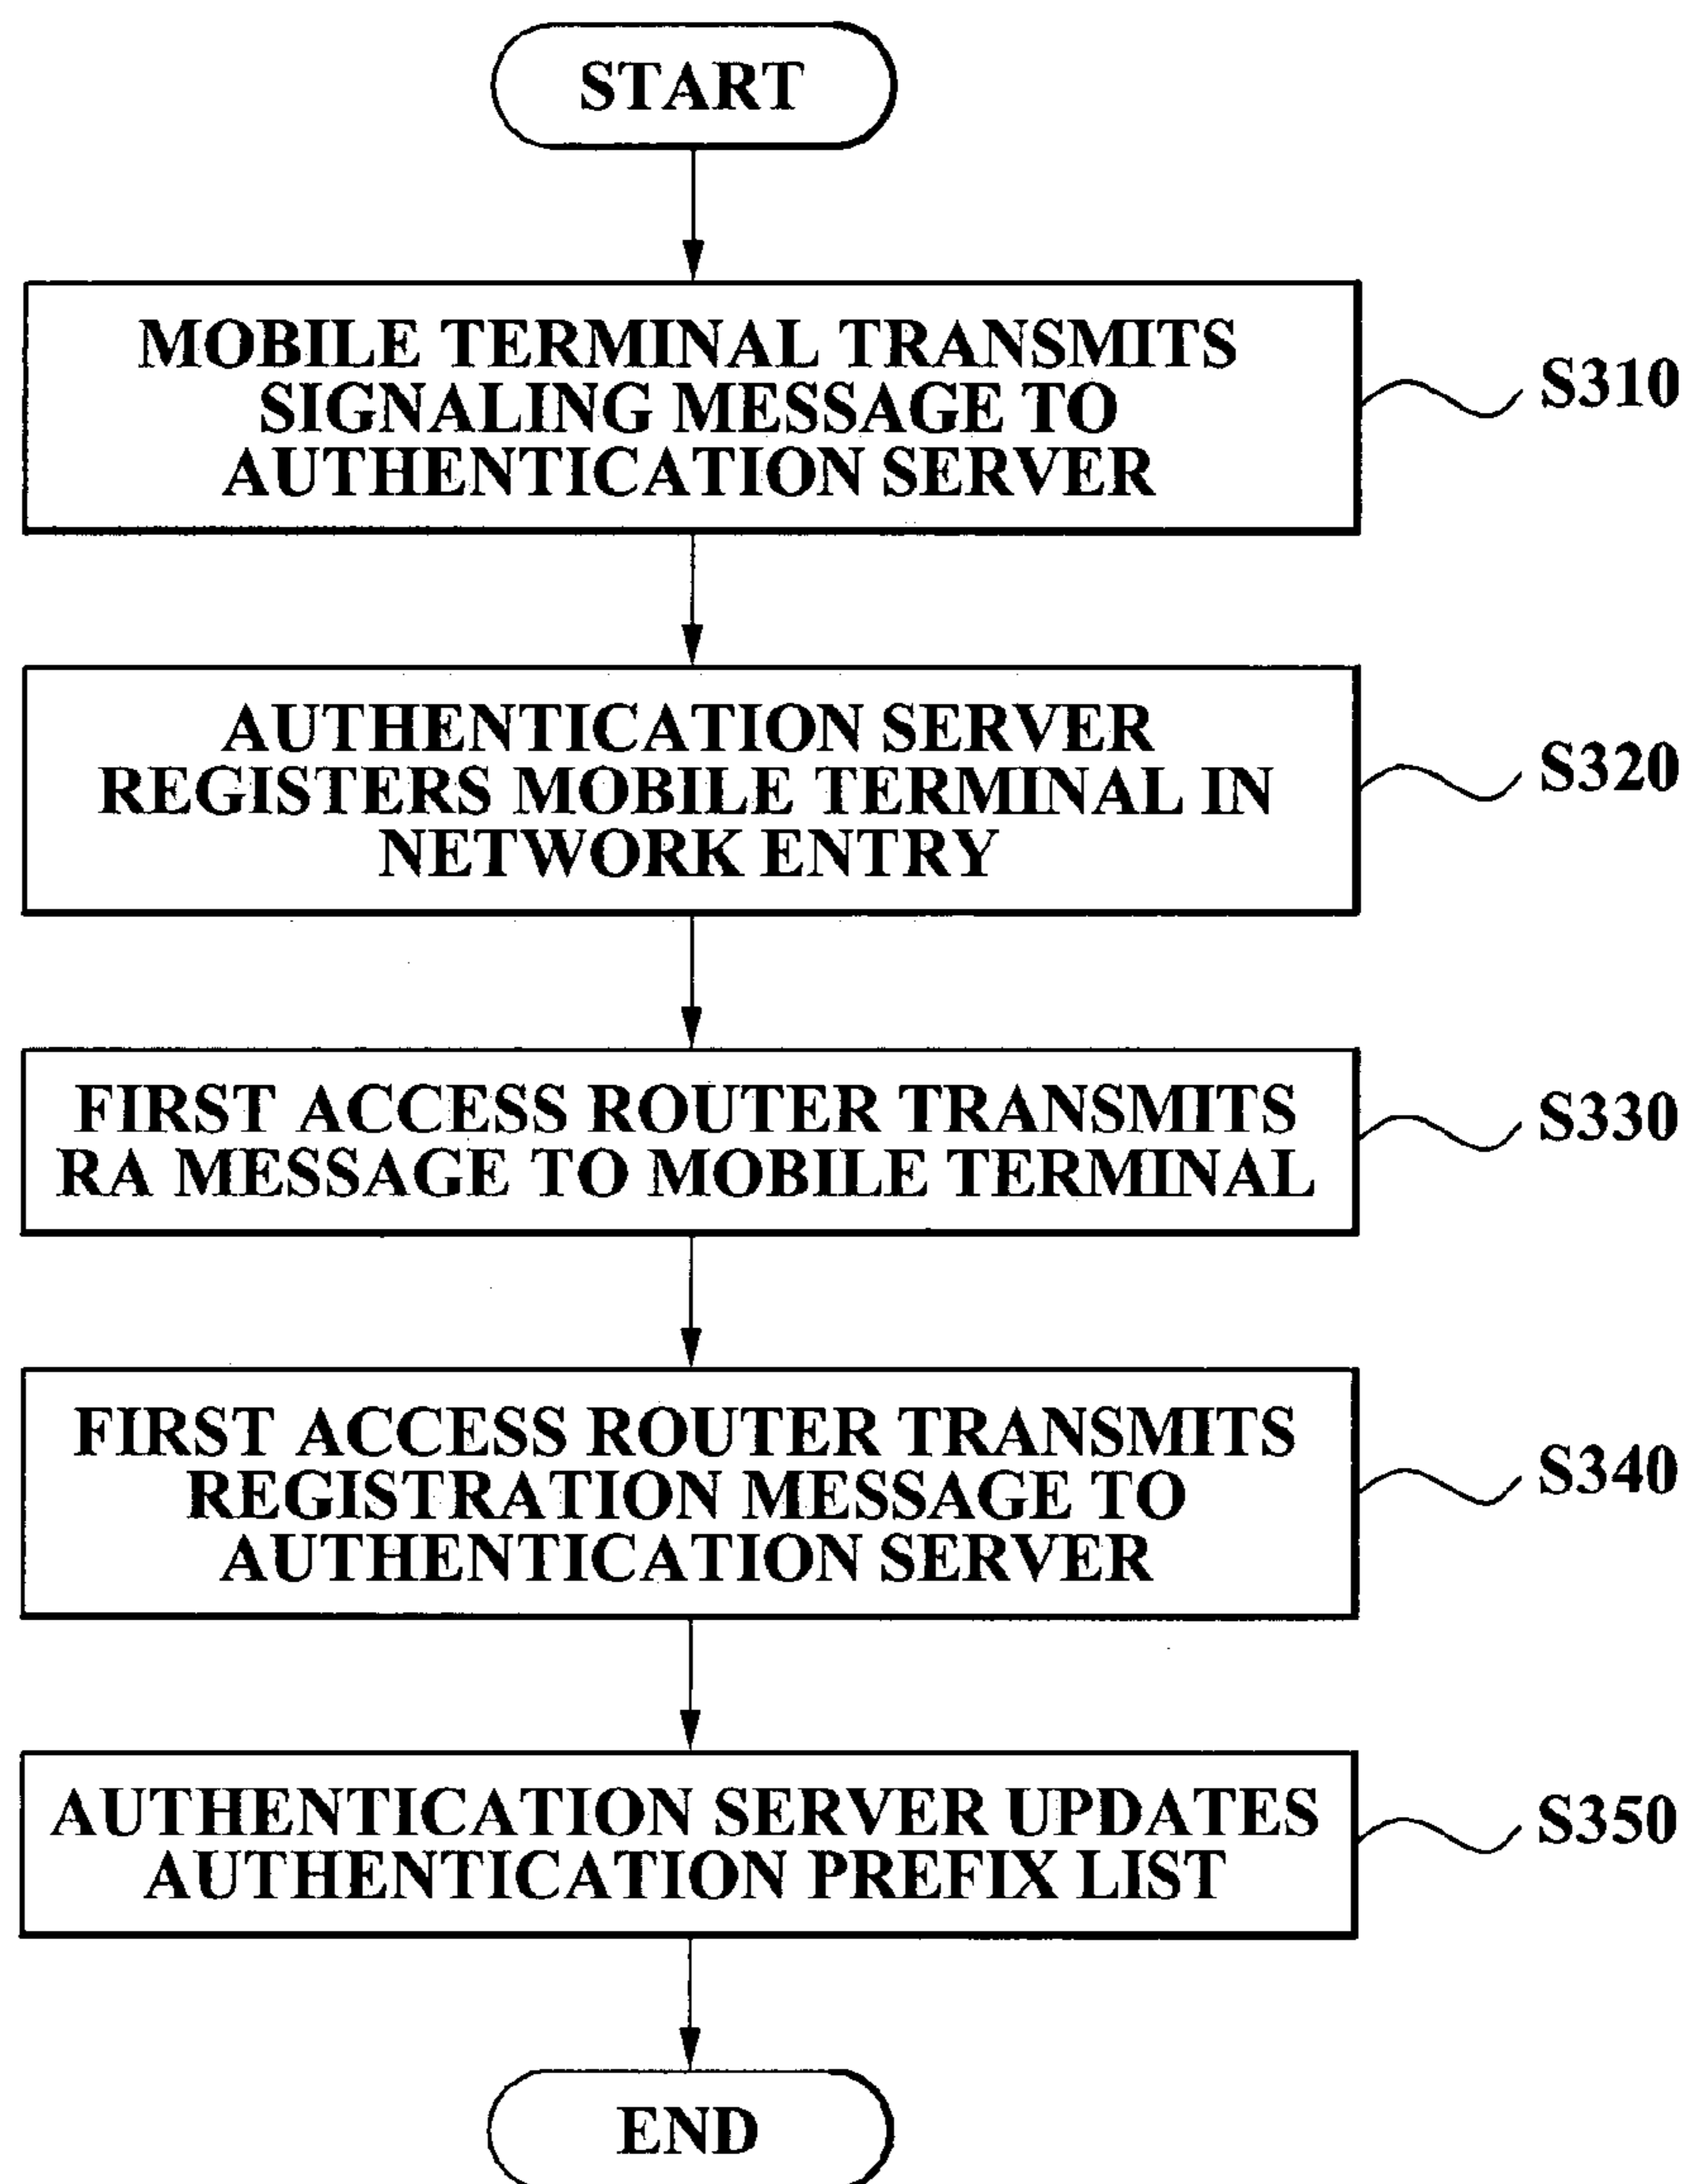 START
MOBILE TERMINAL TRANSMITS
SIGNALING MESSAGE TO
AUTHENTICATION SERVER
S310
AUTHENTICATION SERVER
REGISTERS MOBILE TERMINAL IN
NETWORK ENTRY
S320
FIRST ACCESS ROUTER TRANSMITS
RA MESSAGE TO MOBILE TERMINAL
S330
FIRST ACCESS ROUTER TRANSMITS
REGISTRATION MESSAGE TO
AUTHENTICATION SERVER
S340
AUTHENTICATION SERVER UPDATES
AUTHENTICATION PREFIX LIST
S350
END